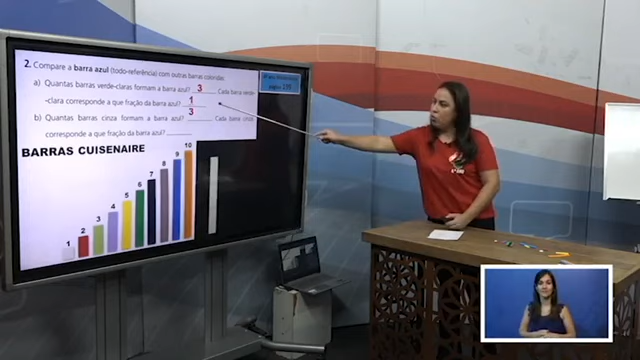 2. Compare a barra azul (todo-referência) com outras barras coloridas:
a) Quantas barras verde-claras formam a barra azul? 3 Cada barra verde-
-clara corresponde a que fração da barra azul? 1
3
b) Quantas barras cinza formam a barra azul? Cada barra cinza
corresponde a que fração da barra azul?
BARRAS CUISENAIRE
1 2 3 4 5 6 7 8 9 10